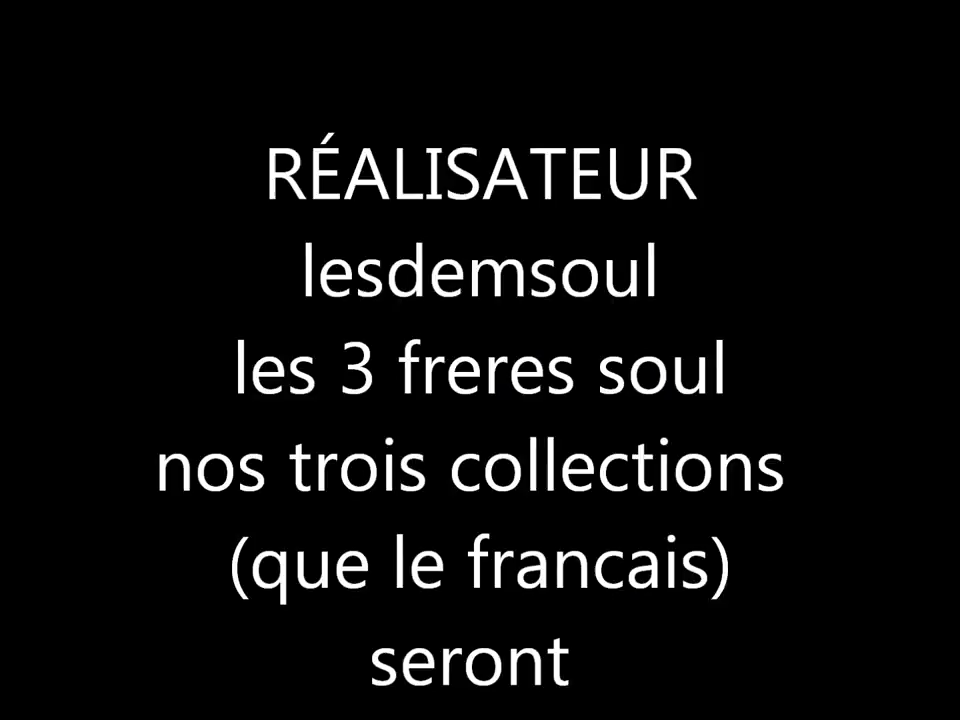 RÉALISATEUR
lesdemsoul
les 3 freres soul
nos trois collections
(que le francais)
seront